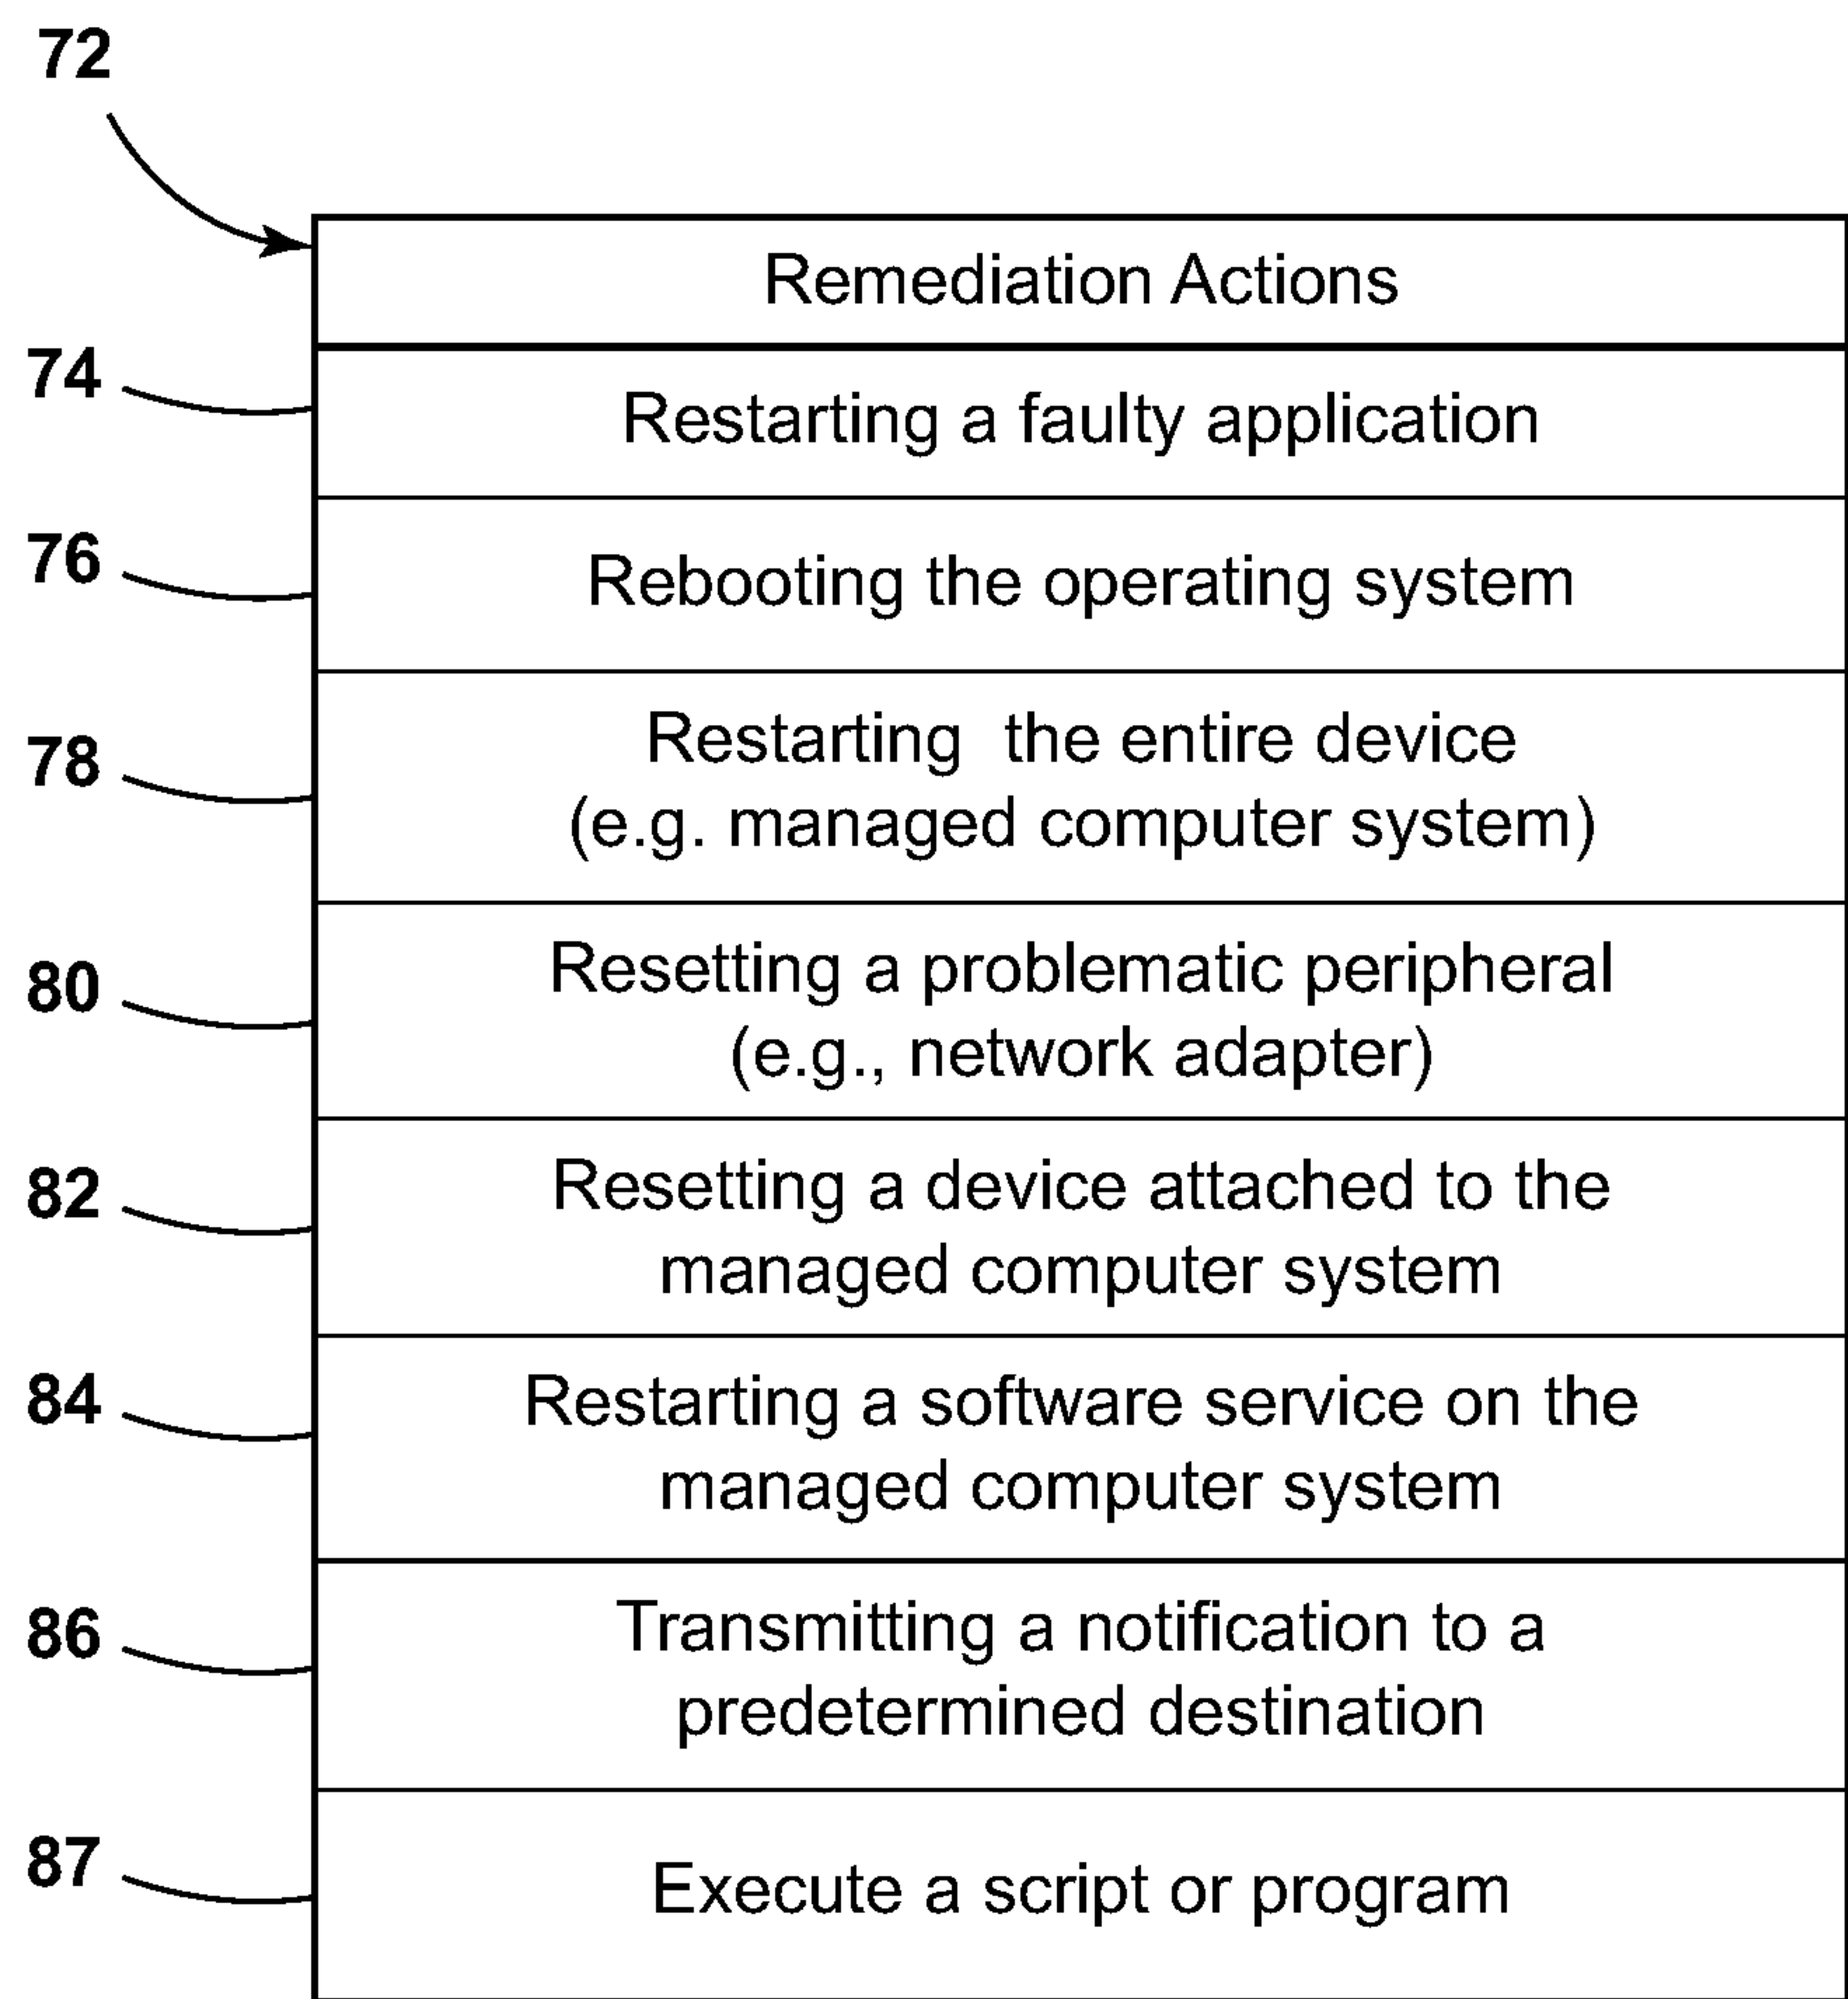 72
Remediation Actions
74
Restarting a faulty application
76
Rebooting the operating system
78
Restarting the entire device
(e.g. managed computer system)
80
Resetting a problematic peripheral
(e.g., network adapter)
82
Resetting a device attached to the
managed computer system
84
Restarting a software service on the
managed computer system
86
Transmitting a notification to a
predetermined destination
87
Execute a script or program